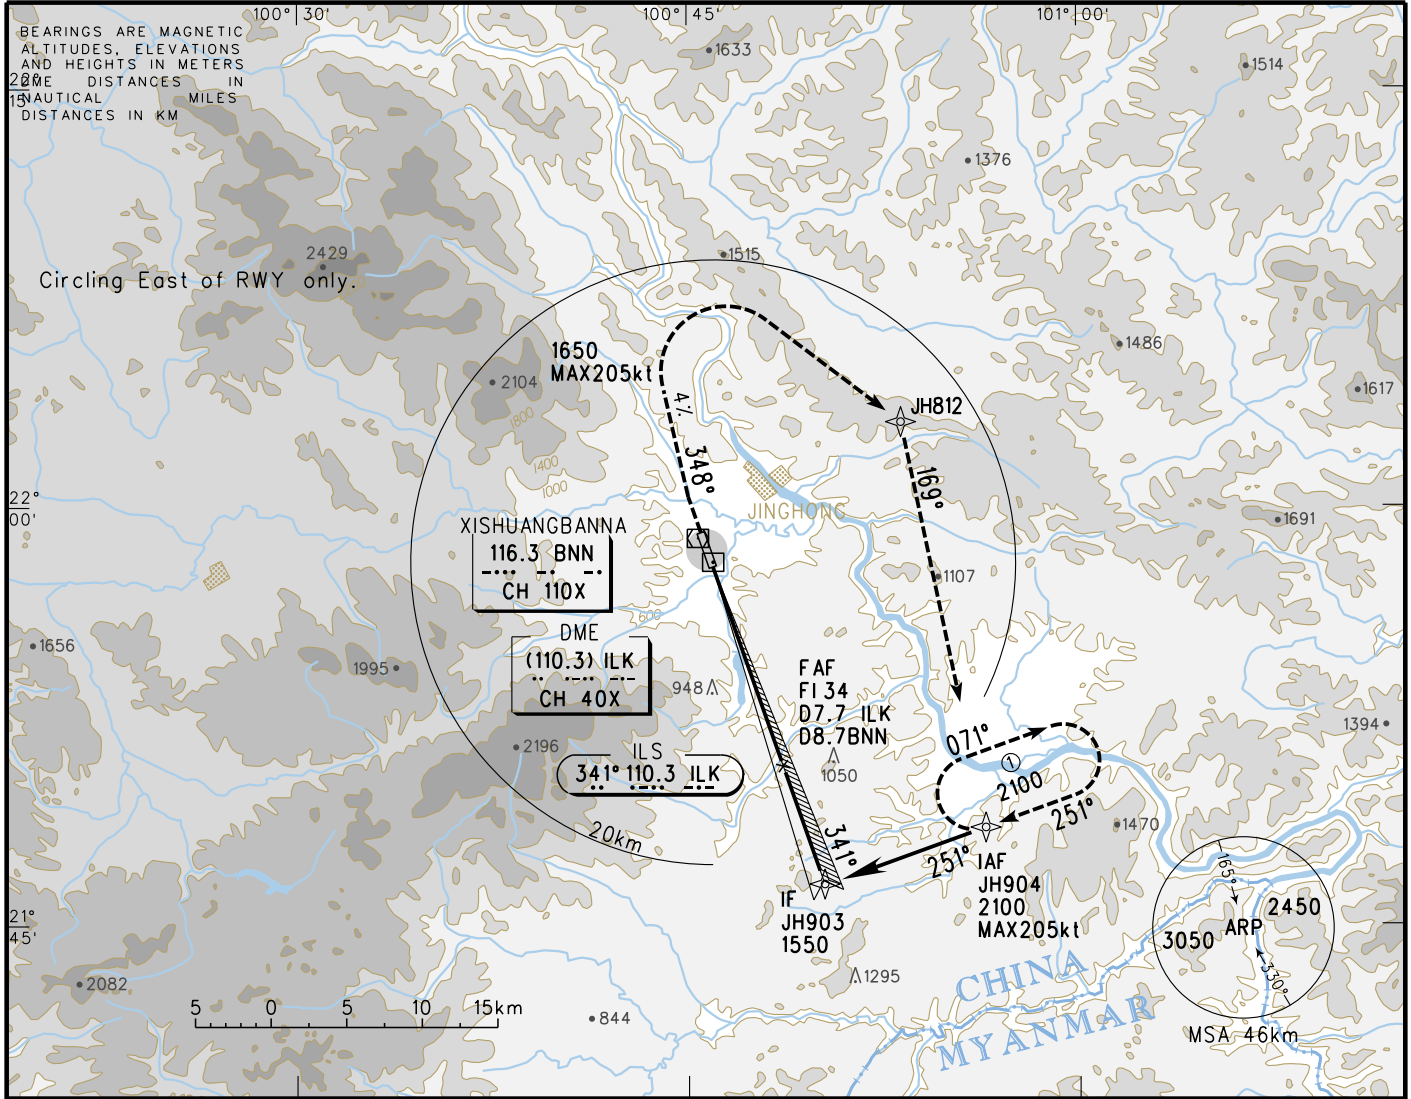 100° 30'
100° 45'
101° 00'
BEARINGS ARE MAGNETIC
ALTITUDES, ELEVATIONS
AND HEIGHTS IN METERS
DME DISTANCES IN
NAUTICAL MILES
DISTANCES IN KM
22°
15'
1633
1514
1376
2429
1515
Circling East of RWY only.
1650
MAX205kt
1486
2104
1617
1800
4%
JH812
348°
169°
1400
1000
22°
00'
JINGHONG
1691
XISHUANGBANNA
116.3 BNN
CH 110X
1107
600
DME
(110.3) ILK
CH 40X
1656
1995
948
FAF
FI34
D7.7 ILK
D8.7BNN
1394
2196
ILS
341° 110.3 ILK
1050
071°
1
2100
251°
1470
20km
341°
251°
IAF
JH904
2100
MAX205kt
IF
JH903
1550
21°
45'
165°
2450
ARP
3050
330°
MSA 46km
1295
CHINA
MYANMAR
2082
5 0 5 10 15km
844